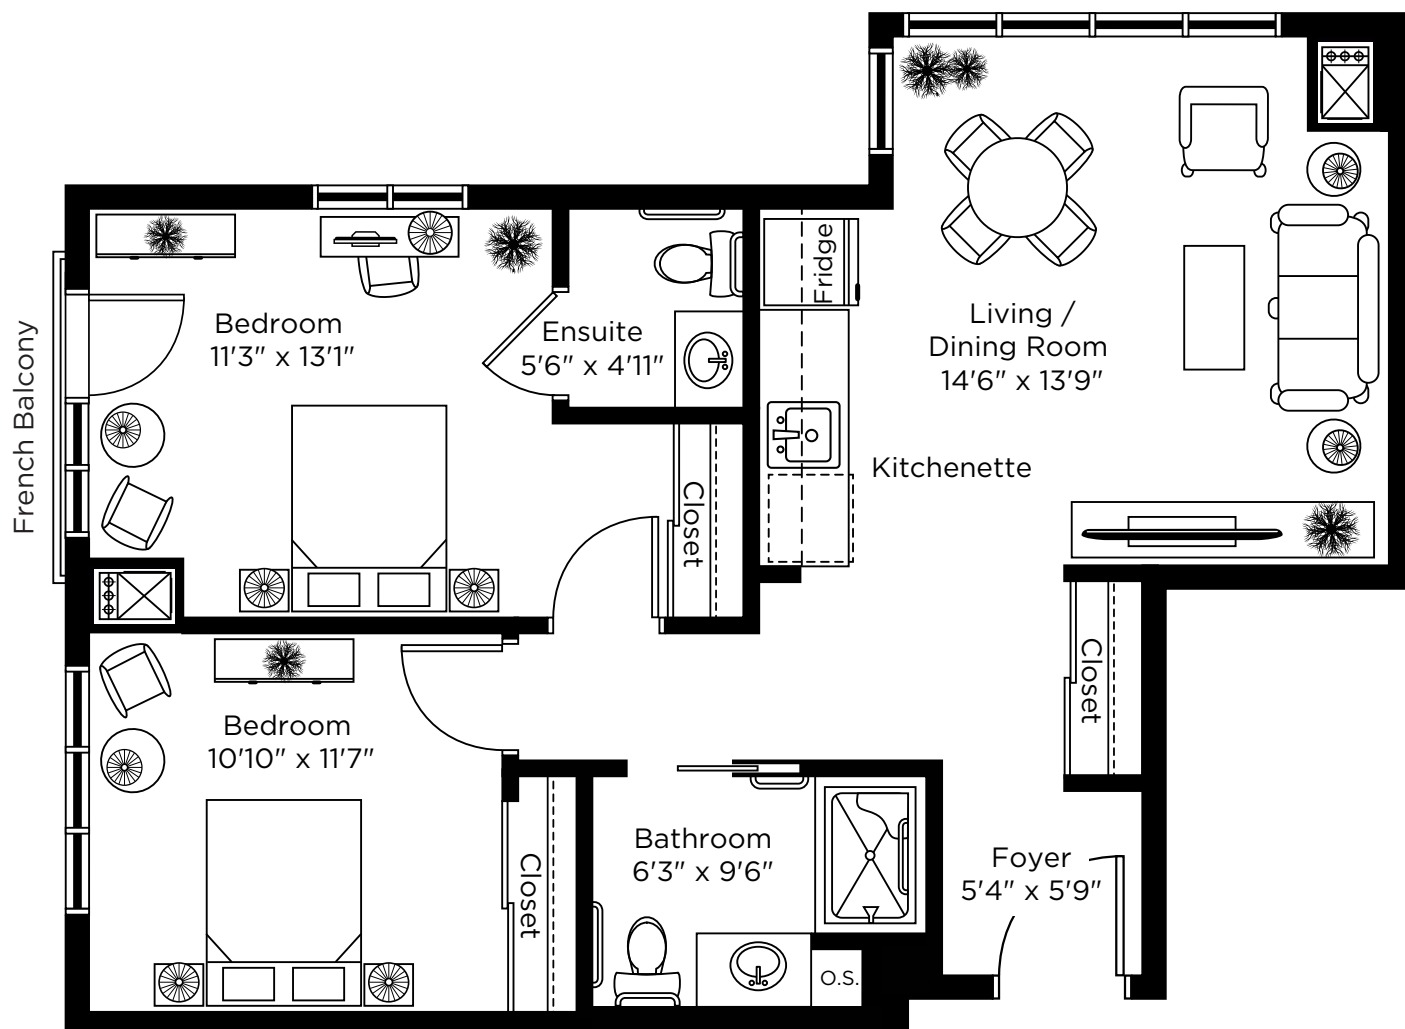 French Balcony
Bedroom
11'3" x 13'1"
Ensuite
5'6" x 4'11"
Fridge
Living /
Dining Room
14'6" x 13'9"
Kitchenette
Closet
Bedroom
10'10" x 11'7"
Closet
Closet
Bathroom
6'3" x 9'6"
O.S.
Foyer
5'4" x 5'9"